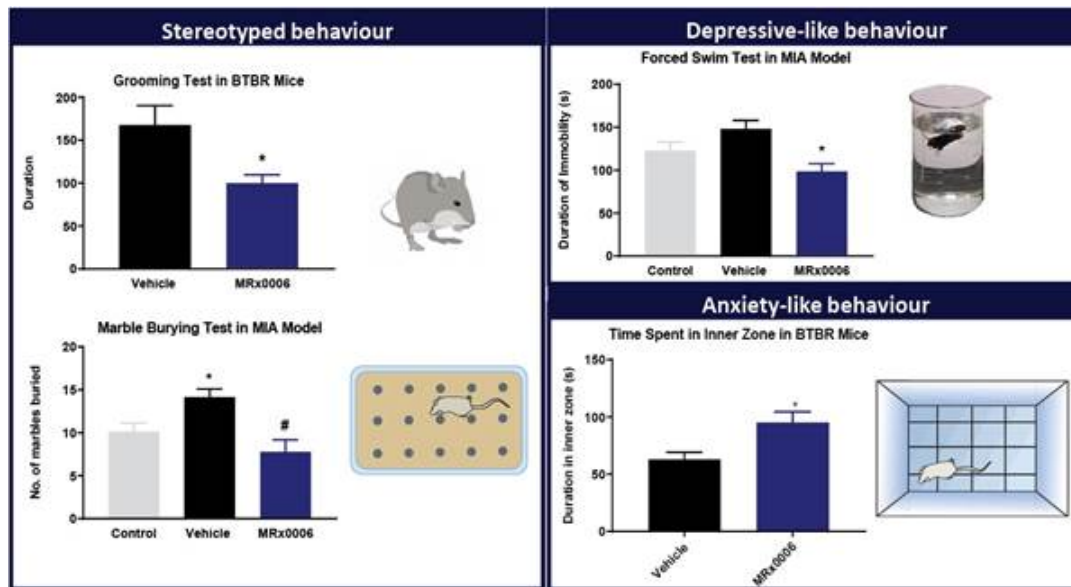 Stereotyped behaviour
Grooming Test in BTBR Mice
Duration
200
150
100
50
0
*
Vehicle
MRx0006
Marble Burying Test in MIA Model
No. of marbles buried
20
15
10
5
0
*
#
Control
Vehicle
MRx0006
Depressive-like behaviour
Forced Swim Test in MIA Model
Duration of Immobility (s)
200
150
100
50
0
*
Control
Vehicle
MRx0006
Anxiety-like behaviour
Time Spent in Inner Zone in BTBR Mice
Duration in inner zone (s)
150
100
50
0
*
Vehicle
MRx0006